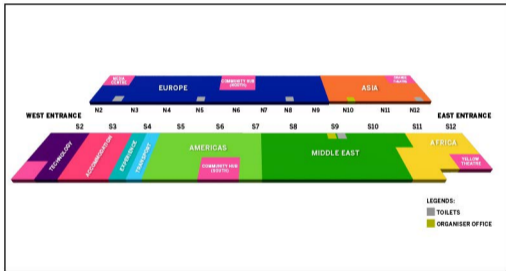 MEDIA
CENTRE
COMMUNITY HUB
(SOUTH)
THEATRE
EUROPE
ASIA
N2
N3
N4
N5
N6
N7
N8
N9
N10
N11
N12
WEST ENTRANCE
EAST ENTRANCE
S2
S3
S4
S5
S6
S7
S8
S9
S10
S11
S12
TECHNOLOGY
ACCOMMODATION
EXPERIENCE
TRANSPORT
AMERICAS
COMMUNITY HUB
(SOUTH)
MIDDLE EAST
AFRICA
YELLOW
THEATRE
LEGENDS:
TOILETS
ORGANISER OFFICE